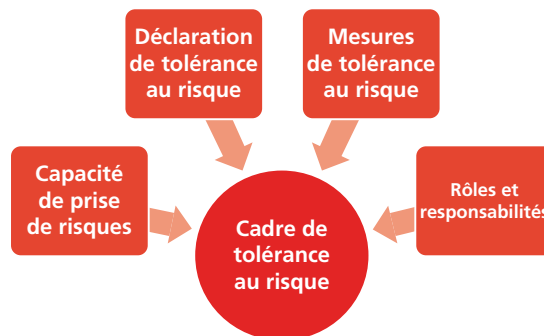 Déclaration
de tolérance
au risque
Mesures
de tolérance
au risque
Capacité
de prise
de risques
Rôles et
responsabilités
Cadre de
tolérance
au risque